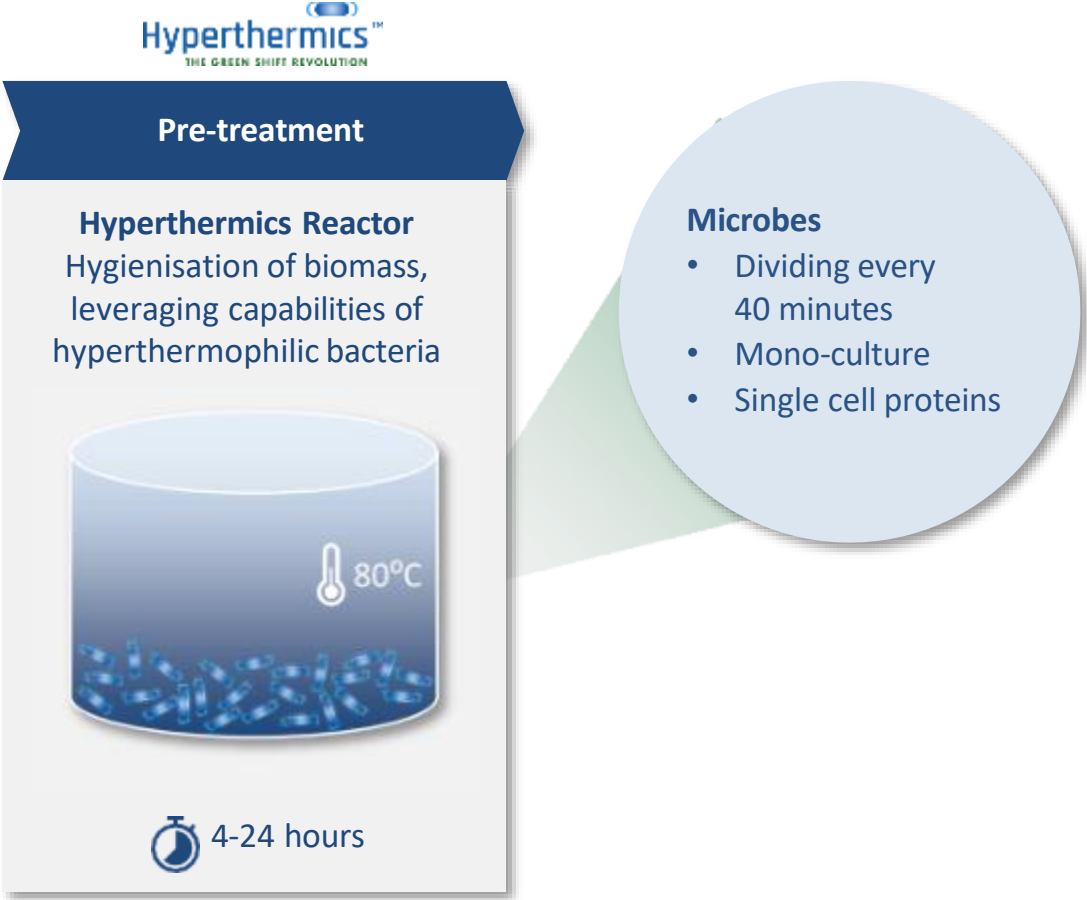 Hyperthermics™
THE GREEN SHIFT REVOLUTION
Pre-treatment
Hyperthermics Reactor
Hygienisation of biomass,
leveraging capabilities of
hyperthermophilic bacteria
80°C
4-24 hours
Microbes
• Dividing every
40 minutes
• Mono-culture
• Single cell proteins